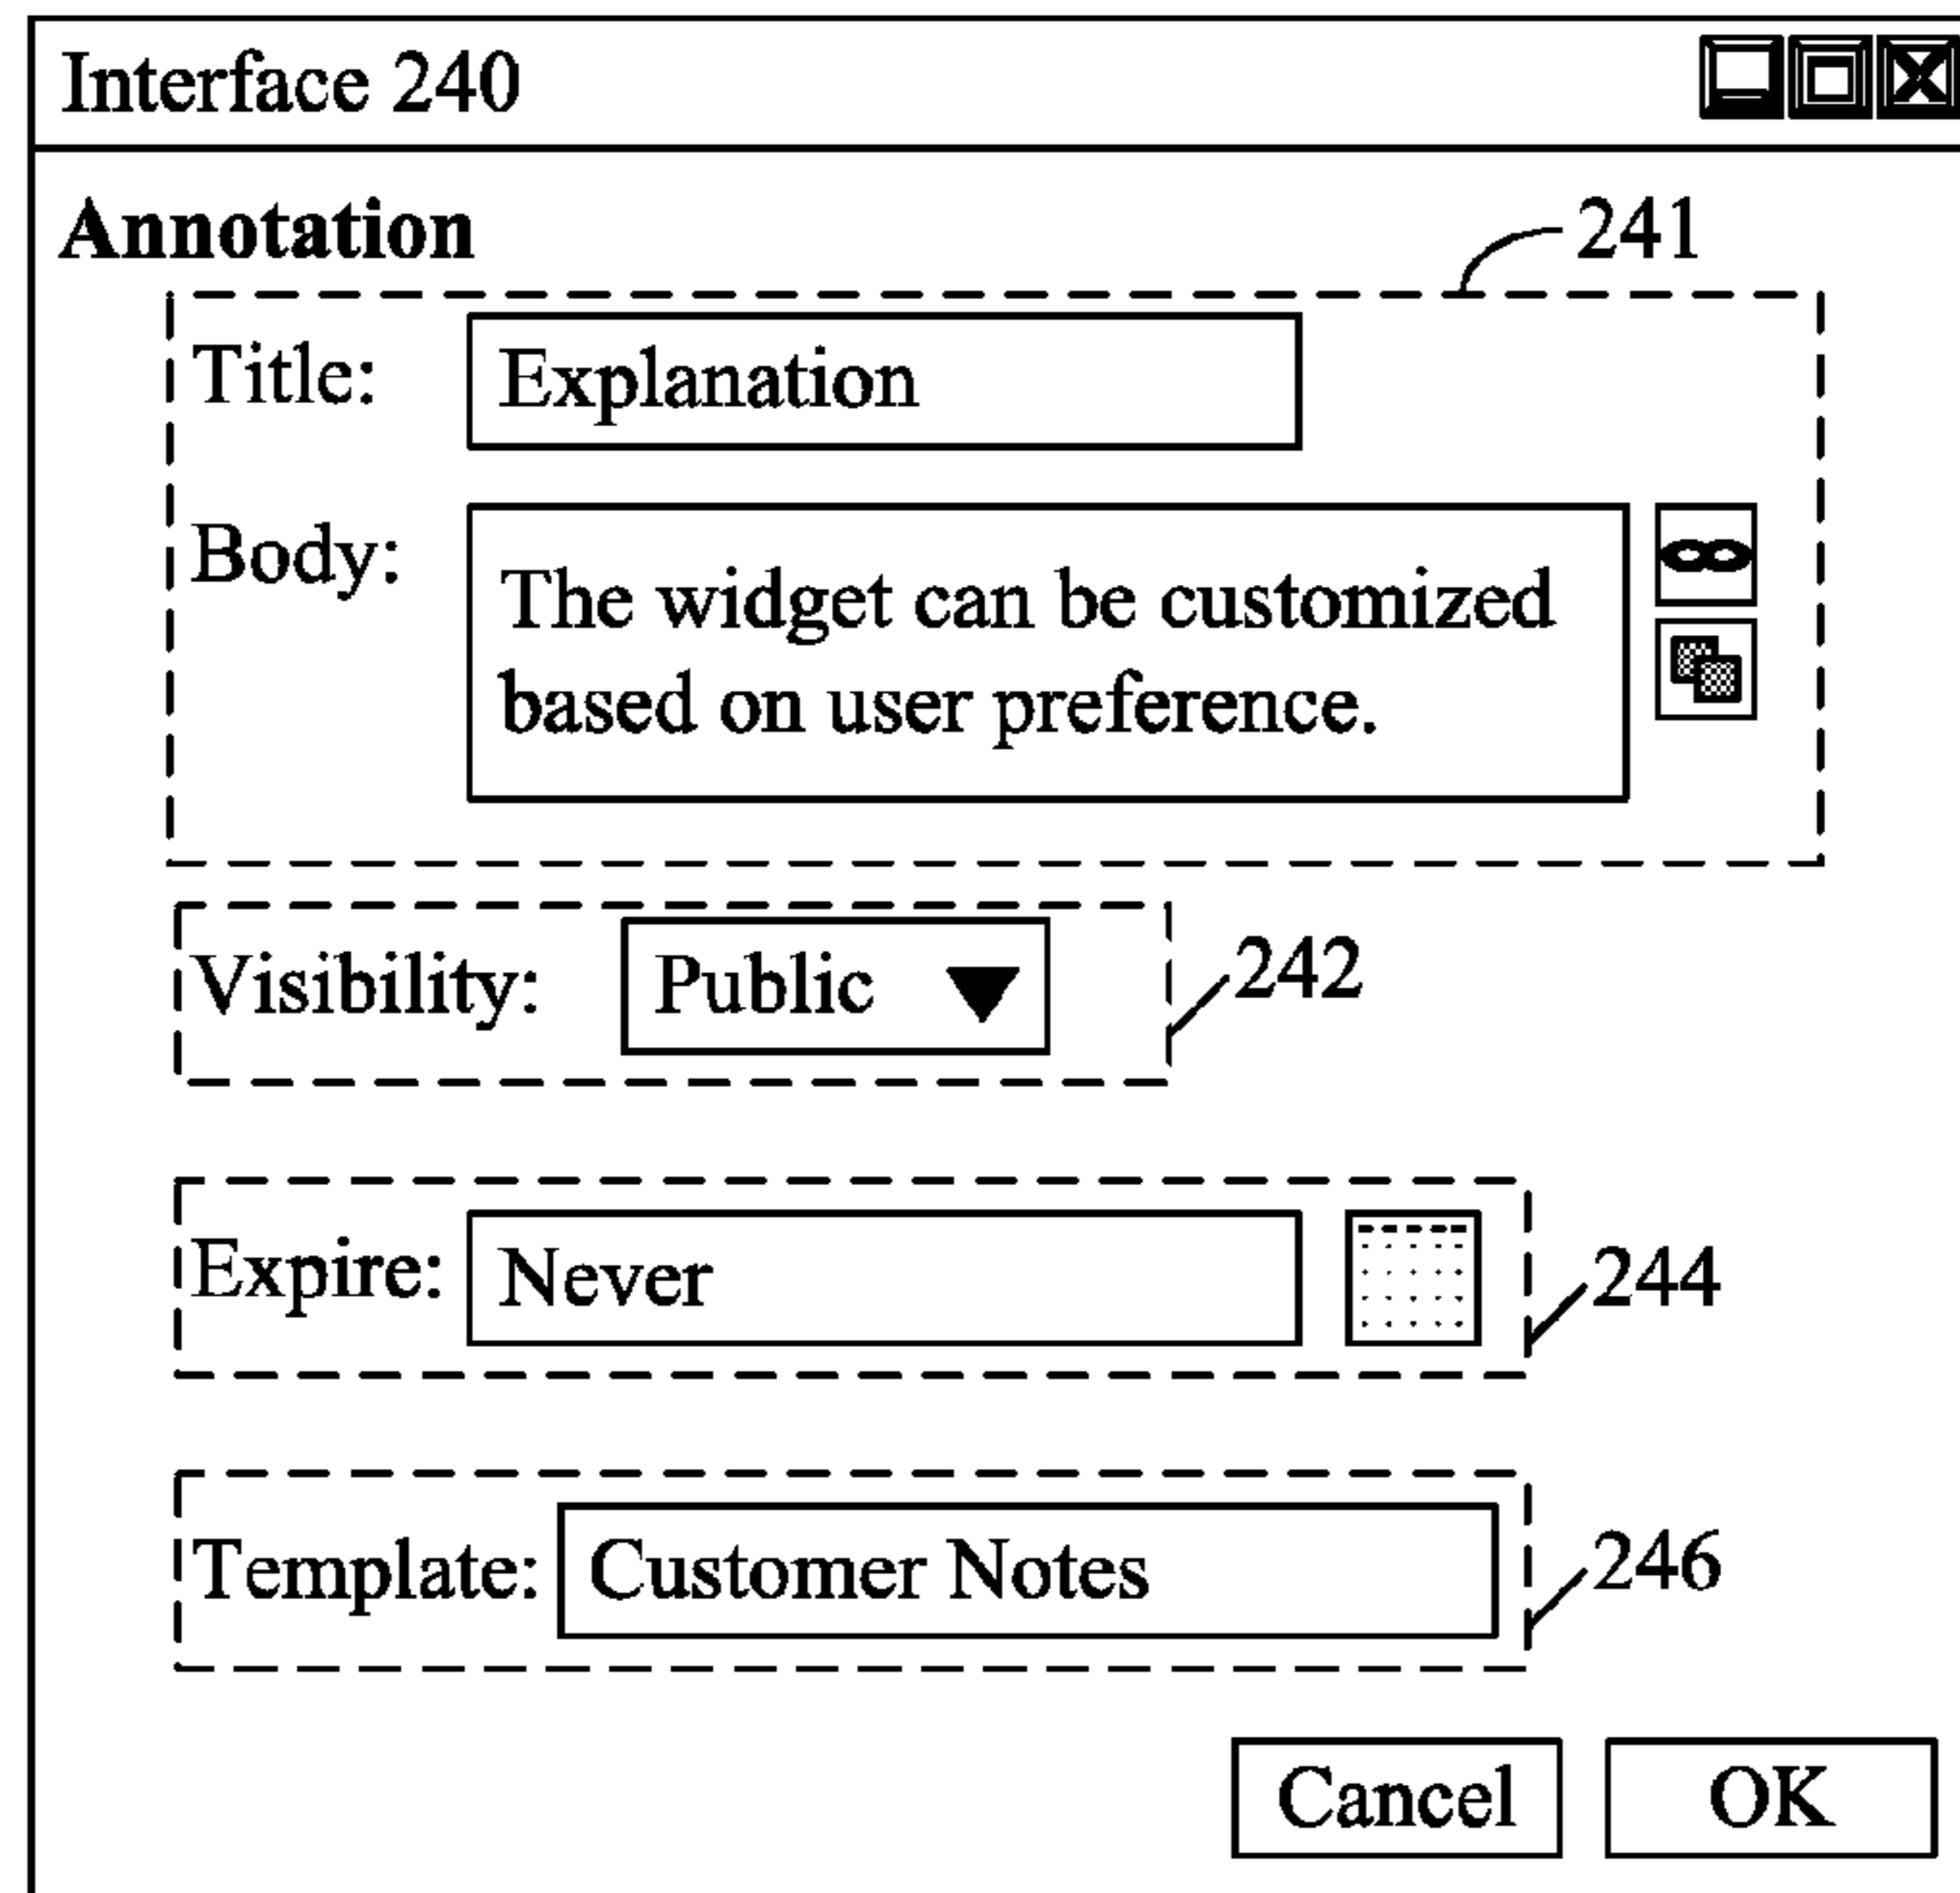 Interface 240
Annotation
241
Title: Explanation
Body: The widget can be customized
based on user preference.
Visibility: Public
242
Expire: Never
244
Template: Customer Notes
246
Cancel OK